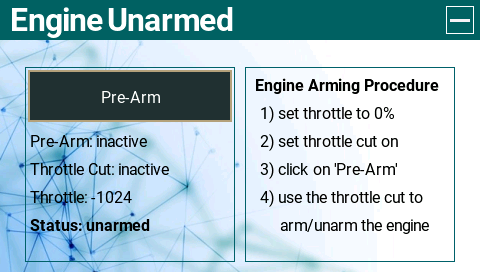 Engine Unarmed
Pre-Arm
Pre-Arm: inactive
Throttle Cut: inactive
Throttle: -1024
Status: unarmed
Engine Arming Procedure
1) set throttle to 0%
2) set throttle cut on
3) click on 'Pre-Arm'
4) use the throttle cut to
arm/unarm the engine